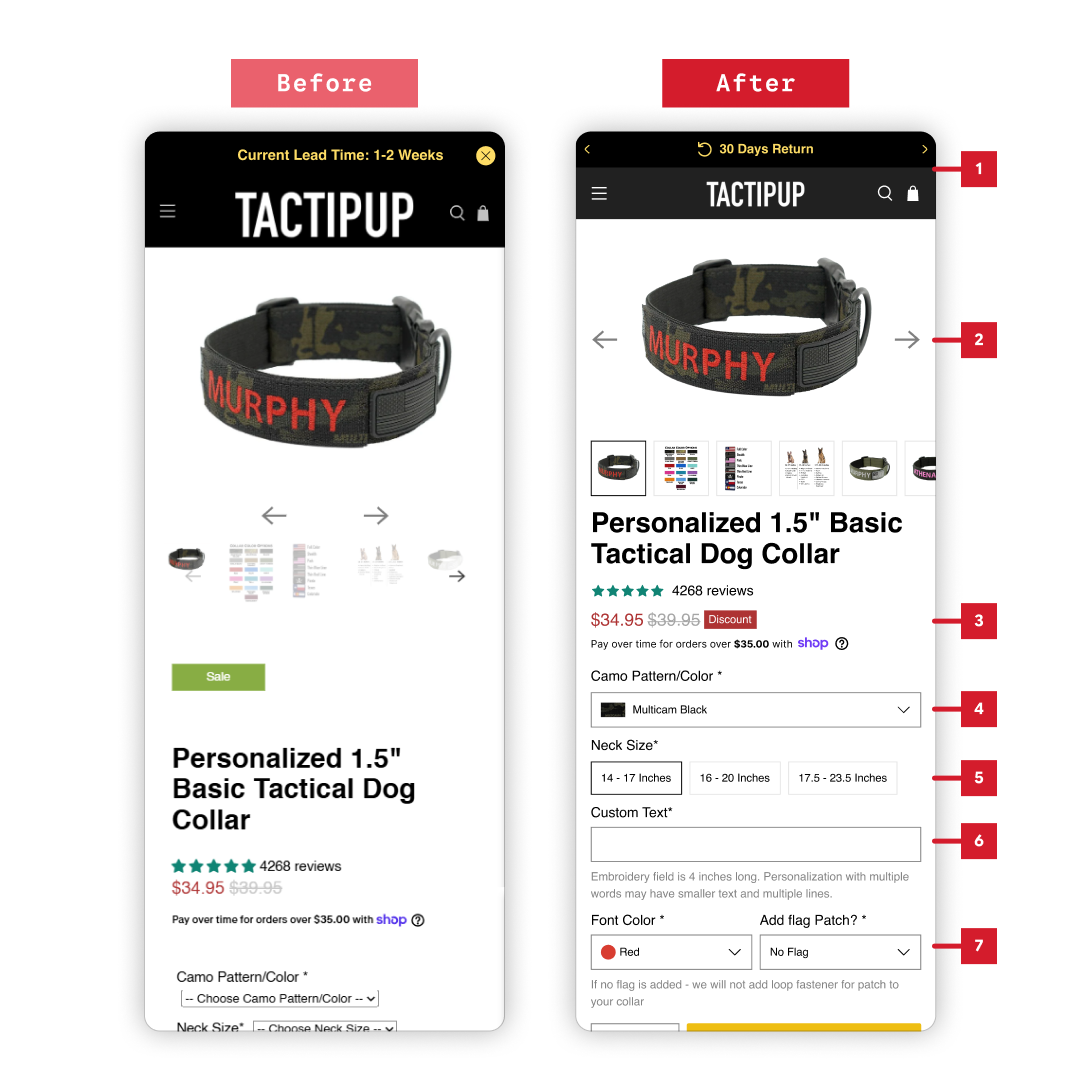 Before
Current Lead Time: 1-2 Weeks
TACTIPUP
MURPHY
Sale
Personalized 1.5" 
Basic Tactical Dog
Collar
4268 reviews
$34.95 $39.95
Pay over time for orders over $35.00 with shop
Camo Pattern/Color *
-- Choose Camo Pattern/Color --
Neck Size* -- Choose Neck Size --
After
30 Days Return
1
TACTIPUP
MURPHY
2
Personalized 1.5" Basic
Tactical Dog Collar
4268 reviews
$34.95 $39.95 Discount
3
Pay over time for orders over $35.00 with shop
Camo Pattern/Color *
Multicam Black
4
Neck Size*
14 - 17 Inches 16 - 20 Inches 17.5 - 23.5 Inches
5
Custom Text*
6
Embroidery field is 4 inches long. Personalization with multiple
words may have smaller text and multiple lines.
Font Color * Add flag Patch? *
Red No Flag
7
If no flag is added - we will not add loop fastener for patch to
your collar